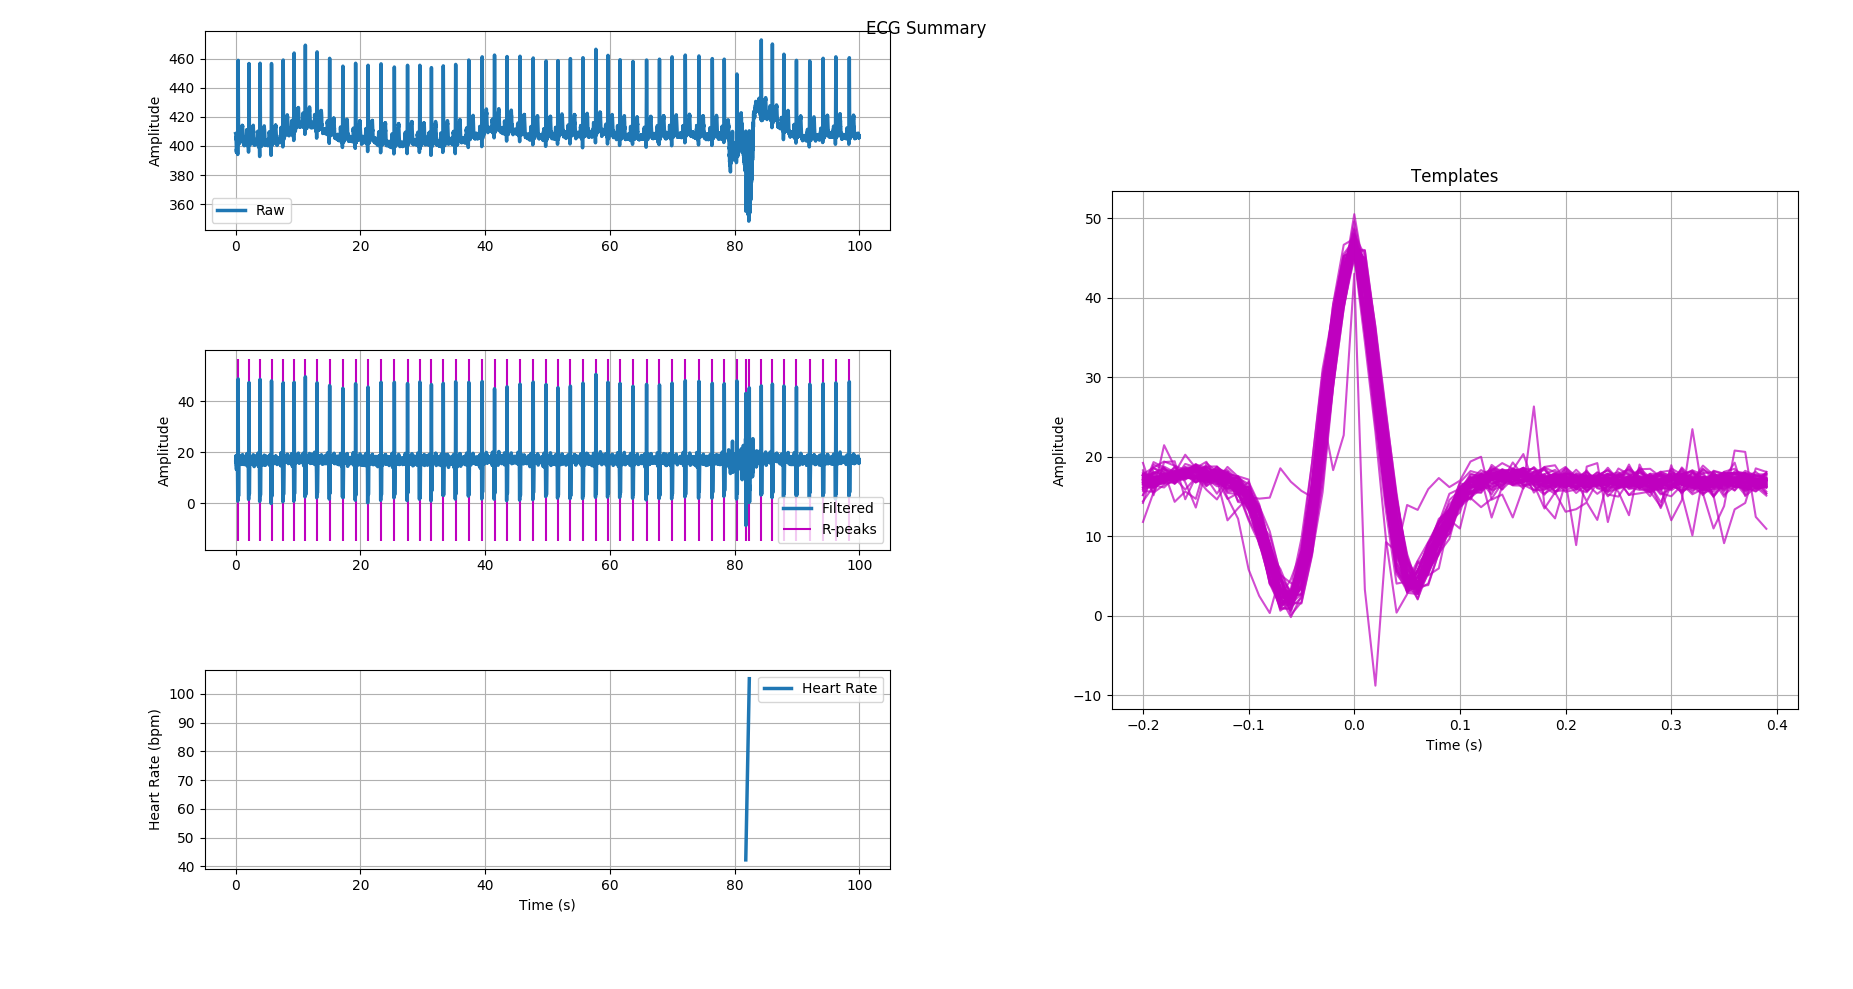 ECG Summary
460
440
420
400
380
360
Amplitude
Raw
0 20 40 60 80 100
40
20
0
Amplitude
Filtered
R-peaks
0 20 40 60 80 100
100
90
80
70
60
50
40
Heart Rate (bpm)
Heart Rate
0 20 40 60 80 100
Time (s)
Templates
50
40
30
20
10
0
−10
Amplitude
−0.2 −0.1 0.0 0.1 0.2 0.3 0.4
Time (s)